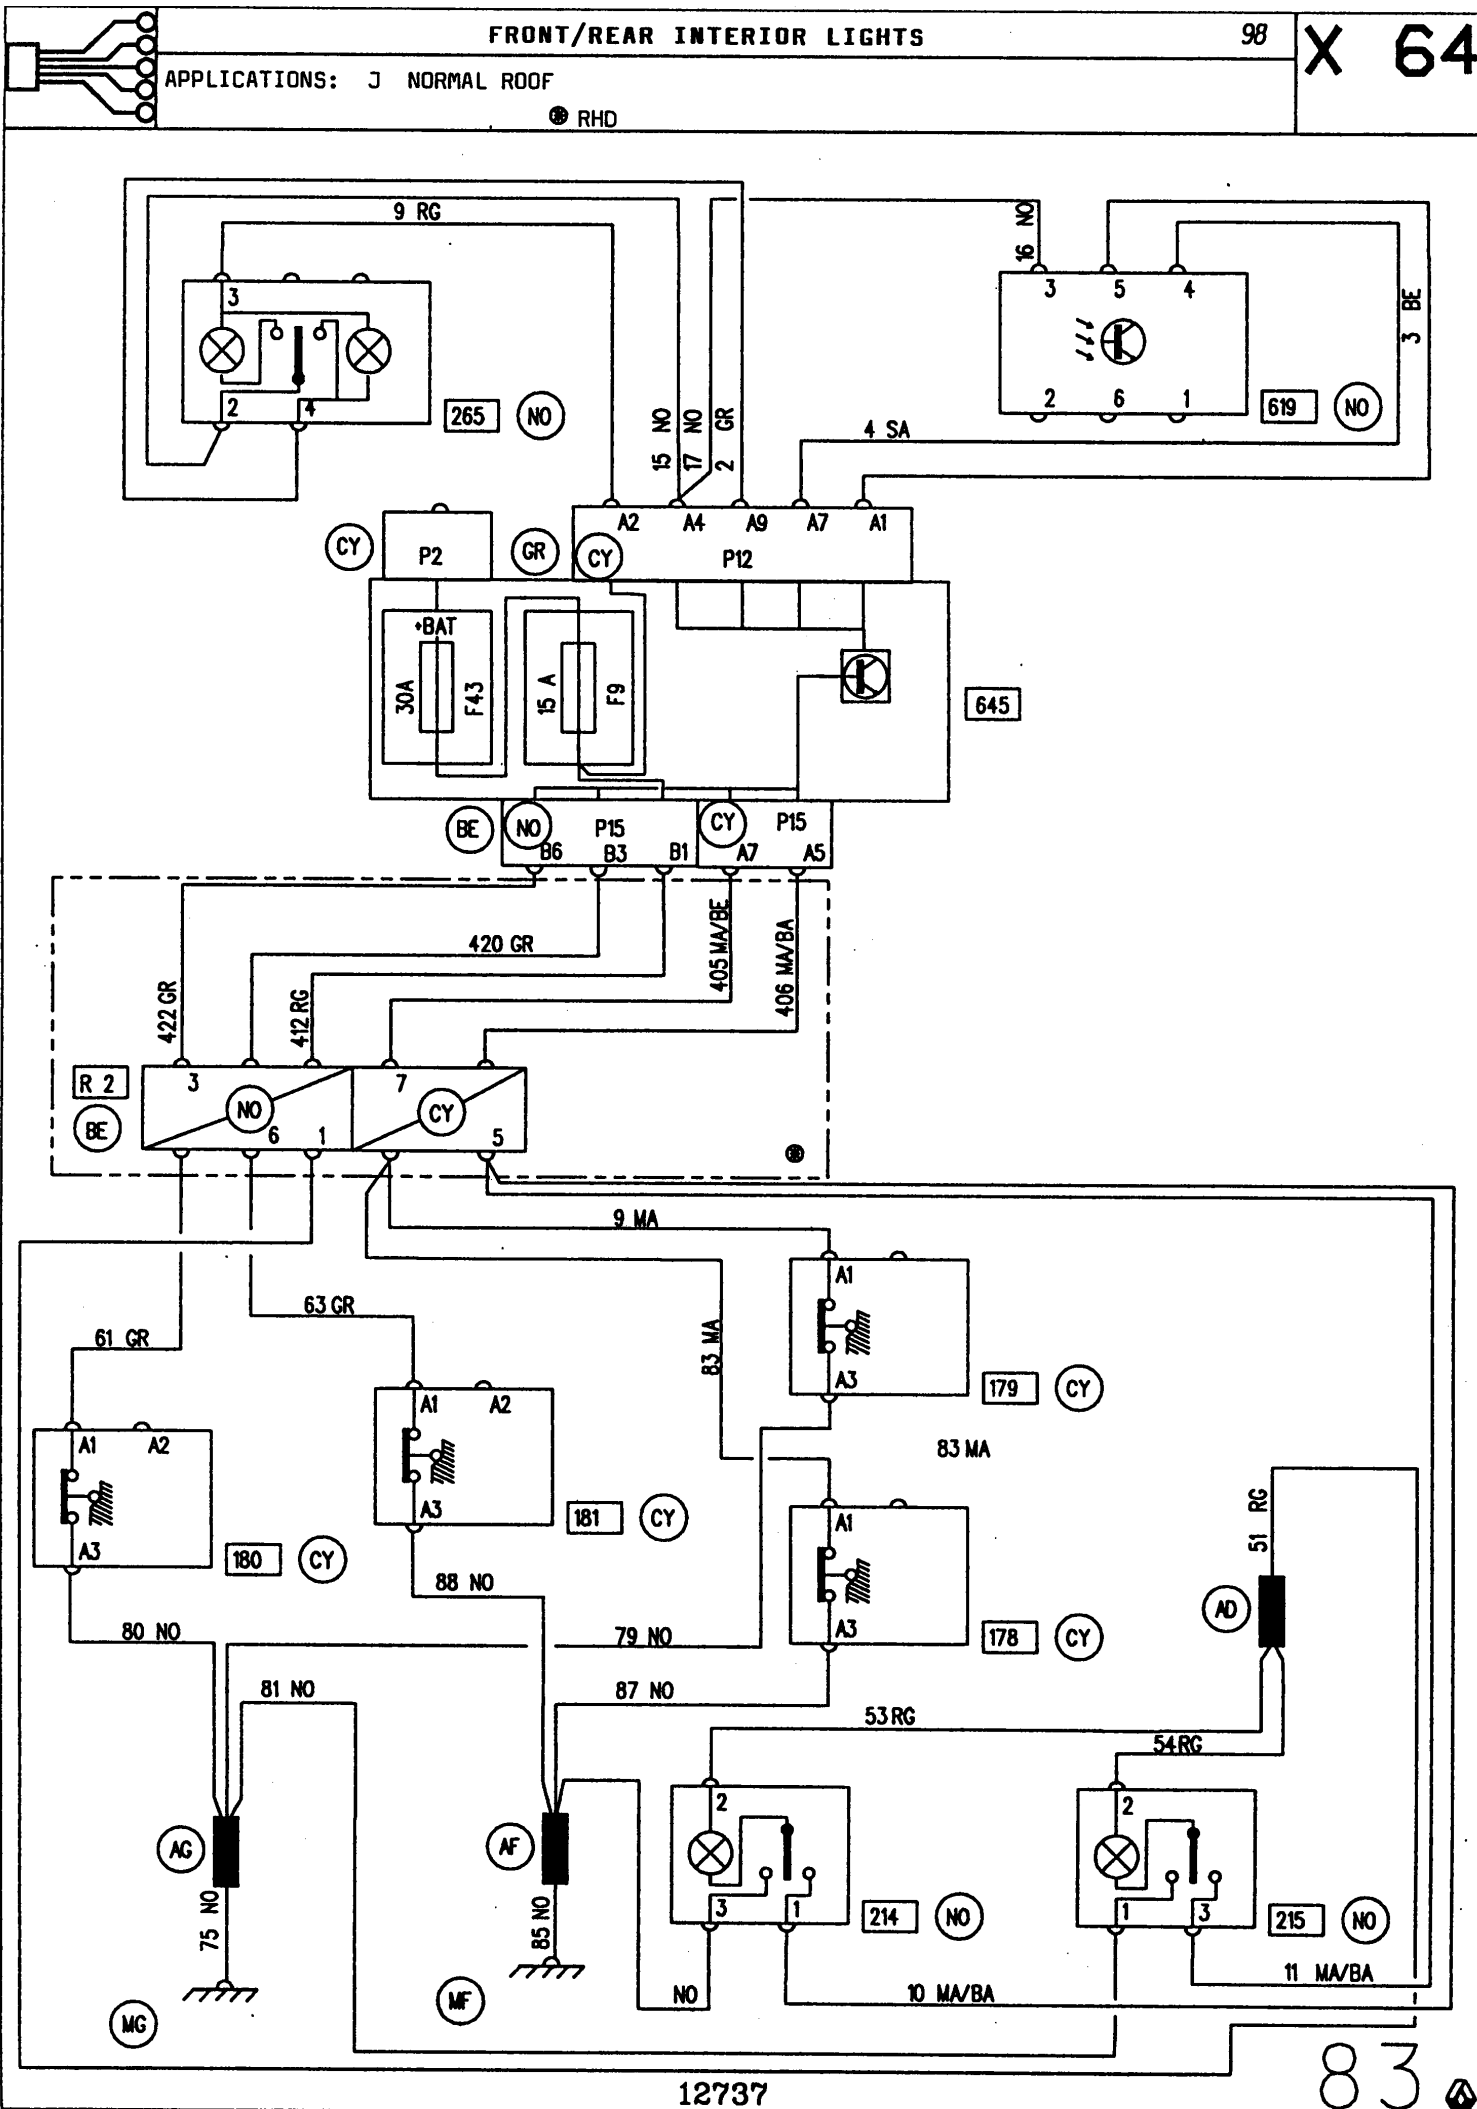 FRONT/REAR INTERIOR LIGHTS 98
X 64
APPLICATIONS: J NORMAL ROOF
RHD
9 RG
16 NO
3 BE
3
3 5 4
2 4
265 NO
15 NO
17 NO
2 GR
2 6 1
619 NO
4 SA
CY P2 GR
A2 A4 A9 A7 A1
CY P12
+BAT
30A F43
15 A F9
645
BE NO P15 CY P15
B6 B3 B1 A7 A5
422 GR
420 GR
412 RG
405 MA/BE
406 MA/BA
R 2
BE
3 NO 6 1
7 CY 5
9 MA
63 GR
61 GR
83 MA
A1
A3
179 CY
83 MA
A1 A2
A3
181 CY
A1 A2
A3
180 CY
A1
A3
178 CY
51 RG
AD
88 NO
80 NO
79 NO
81 NO
87 NO
53 RG
54 RG
AG
75 NO
AF
85 NO
2
3 1
214 NO
2
1 3
215 NO
MG
MF
NO
10 MA/BA
11 MA/BA
12737
83